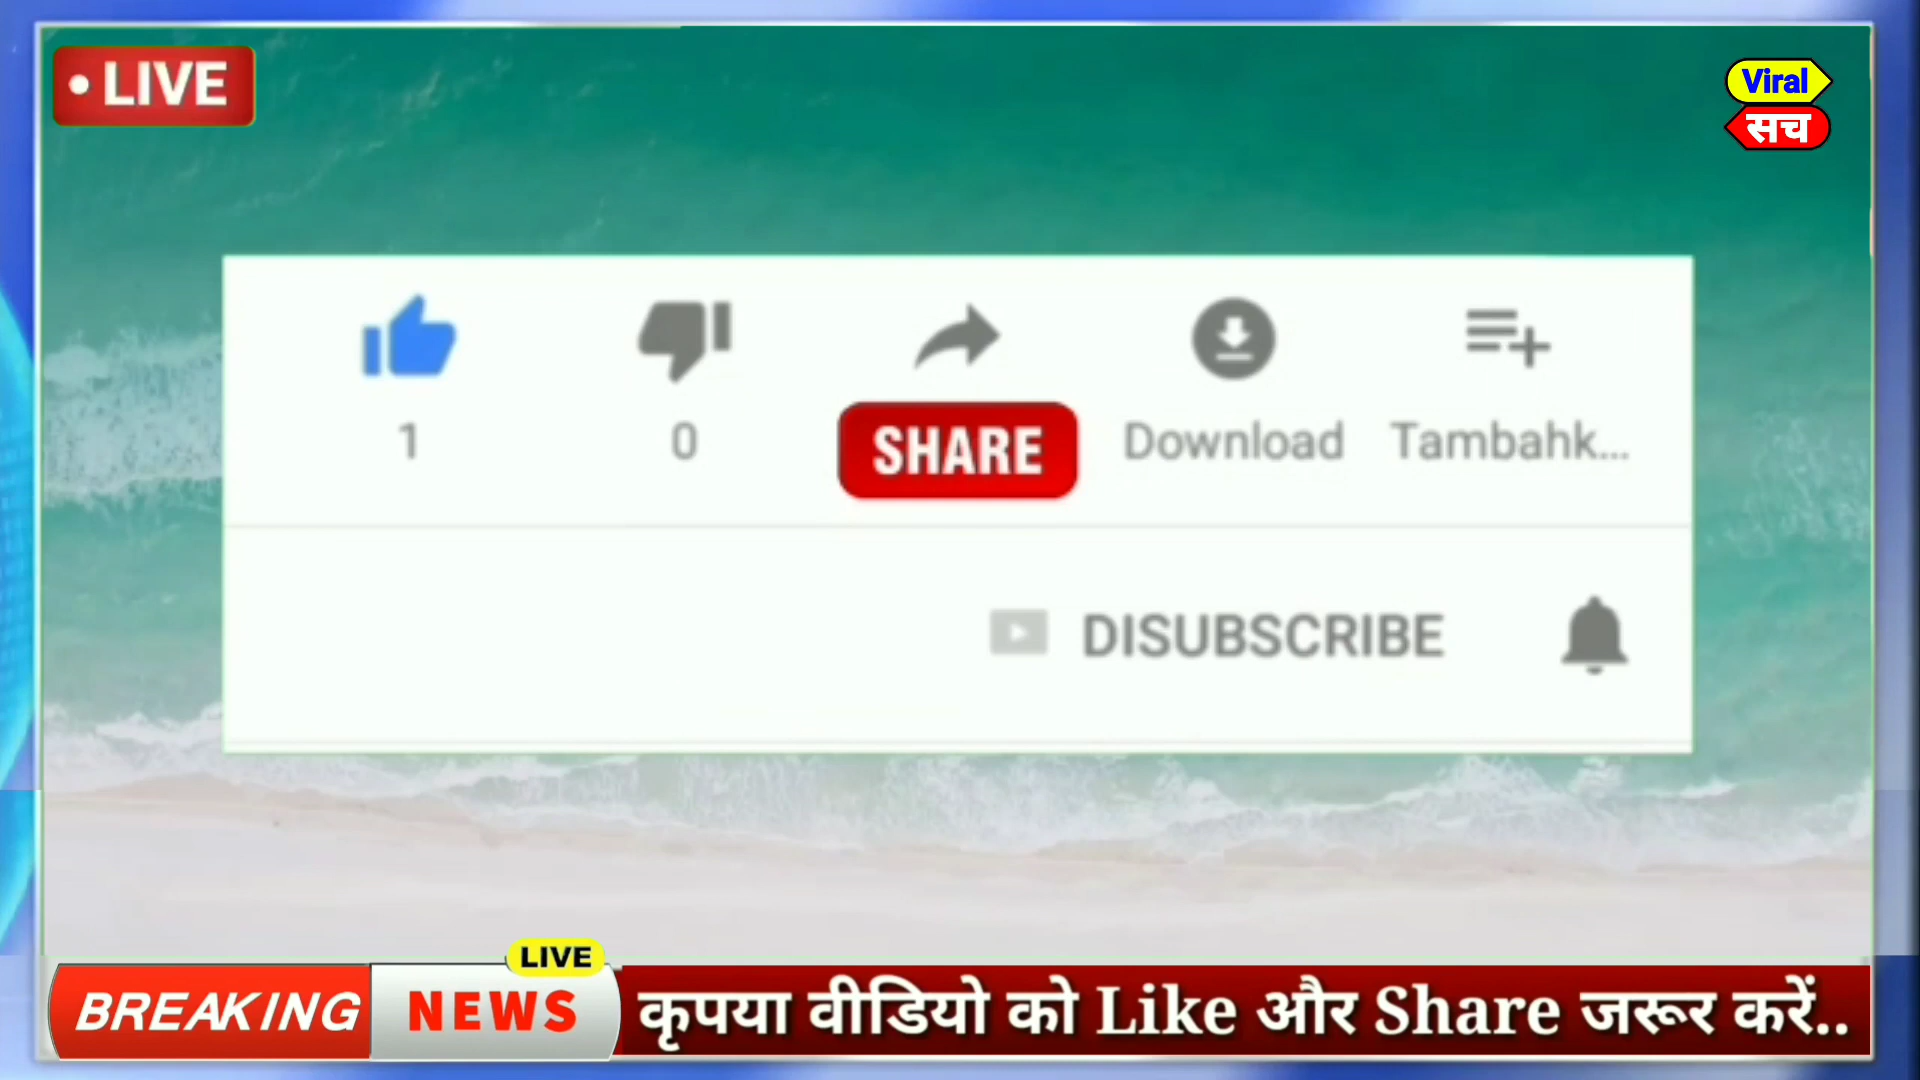 LIVE
Viral
सच
1
0
SHARE
Download
Tambahk...
DISUBSCRIBE
LIVE
BREAKING NEWS
कृपया वीडियो को Like और Share जरूर करें..